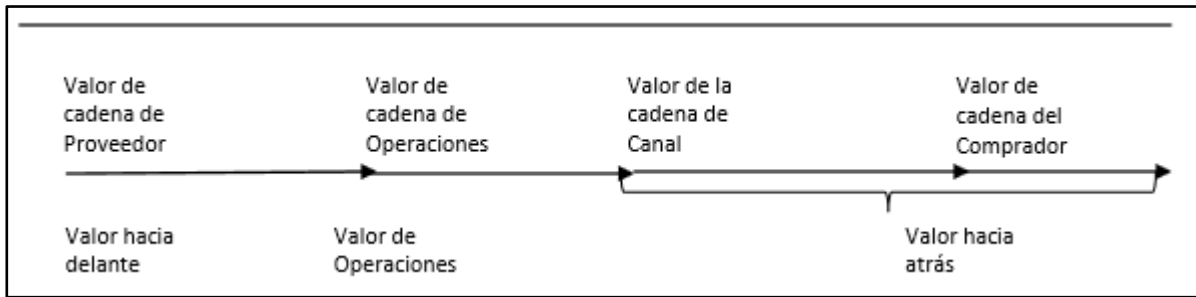 Valor de
cadena de
Proveedor
Valor de
cadena de
Operaciones
Valor de la
cadena de
Canal
Valor de
cadena del
Comprador
Valor hacia
delante
Valor de
Operaciones
Valor hacia
atrás